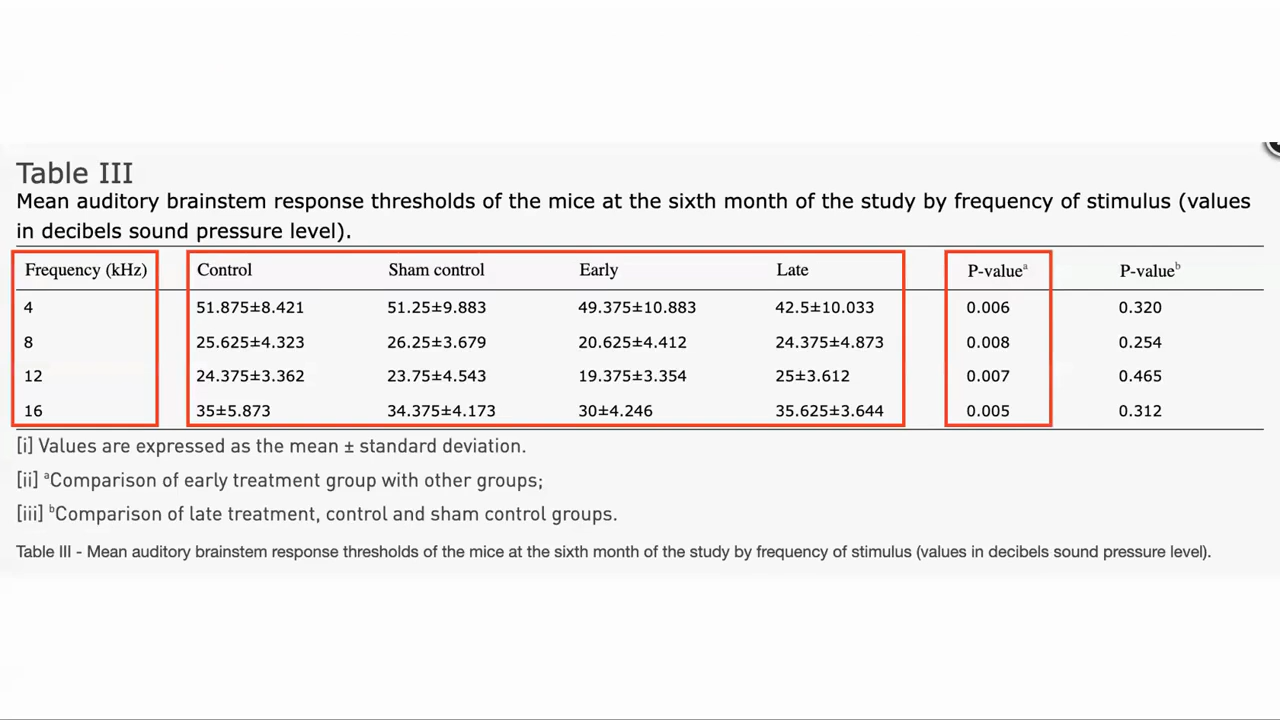 Table III
Mean auditory brainstem response thresholds of the mice at the sixth month of the study by frequency of stimulus (values
in decibels sound pressure level).
Frequency (kHz) Control Sham control Early Late P-valueᵃ P-valueᵇ
4 51.875±8.421 51.25±9.883 49.375±10.883 42.5±10.033 0.006 0.320
8 25.625±4.323 26.25±3.679 20.625±4.412 24.375±4.873 0.008 0.254
12 24.375±3.362 23.75±4.543 19.375±3.354 25±3.612 0.007 0.465
16 35±5.873 34.375±4.173 30±4.246 35.625±3.644 0.005 0.312
[i] Values are expressed as the mean ± standard deviation.
[ii] ᵃComparison of early treatment group with other groups;
[iii] ᵇComparison of late treatment, control and sham control groups.
Table III - Mean auditory brainstem response thresholds of the mice at the sixth month of the study by frequency of stimulus (values in decibels sound pressure level).